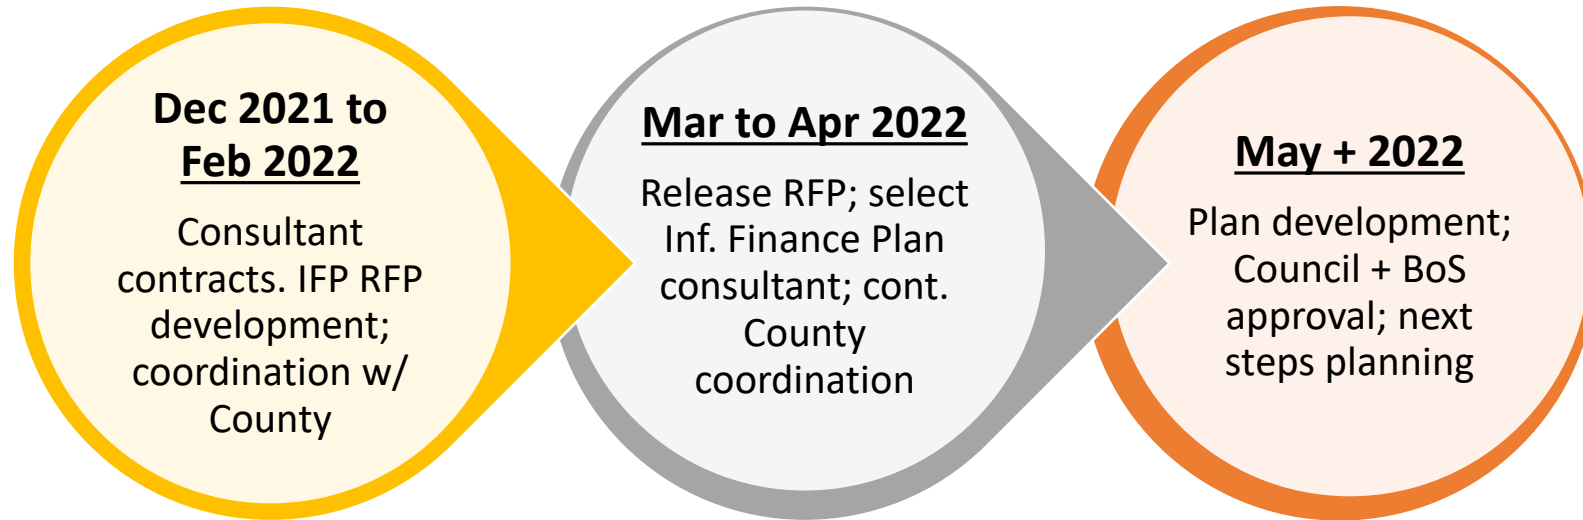 Dec 2021 to
Feb 2022
Consultant
contracts. IFP RFP
development;
coordination w/
County
Mar to Apr 2022
Release RFP; select
Inf. Finance Plan
consultant; cont.
County
coordination
May + 2022
Plan development;
Council + BoS
approval; next
steps planning